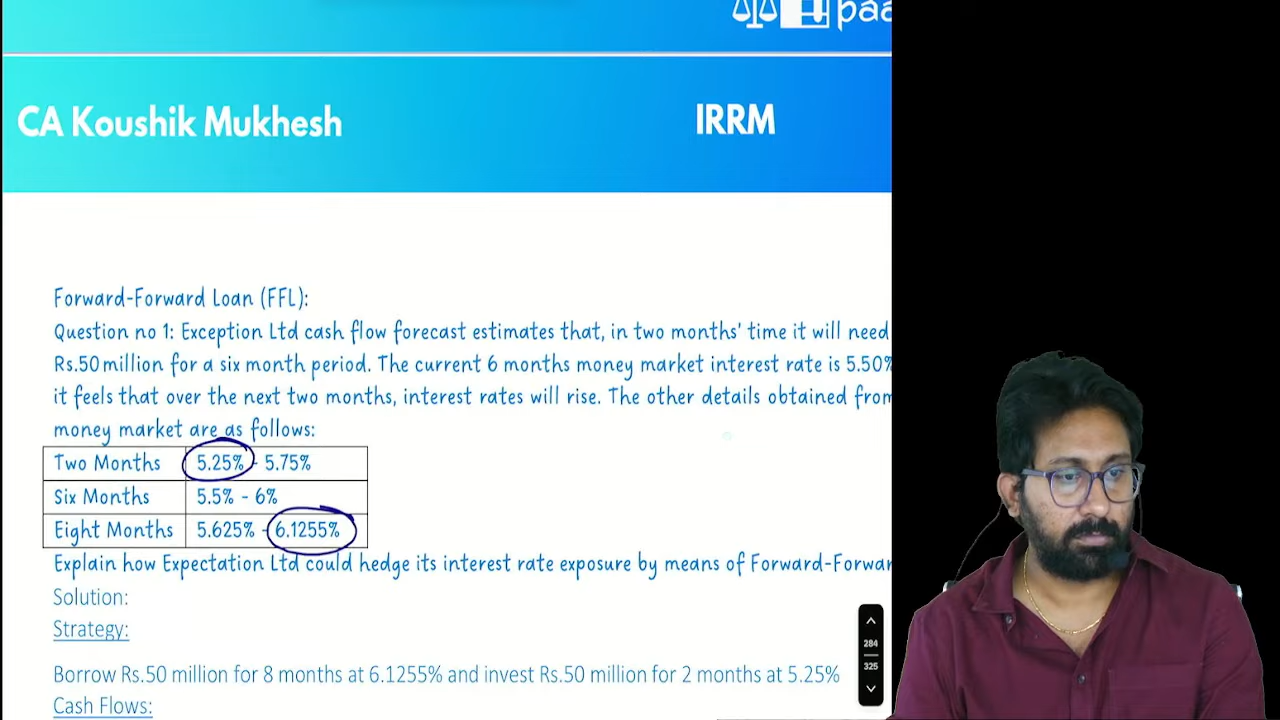 paa
CA Koushik Mukhesh
IRRM
Forward-Forward Loan (FFL):
Question no 1: Exception Ltd cash flow forecast estimates that, in two months' time it will need
Rs.50 million for a six month period. The current 6 months money market interest rate is 5.50%
it feels that over the next two months, interest rates will rise. The other details obtained from
money market are as follows:
Two Months 5.25% - 5.75%
Six Months 5.5% - 6%
Eight Months 5.625% - 6.1255%
Explain how Expectation Ltd could hedge its interest rate exposure by means of Forward-Forwar
Solution:
Strategy:
284
325
Borrow Rs.50 million for 8 months at 6.1255% and invest Rs.50 million for 2 months at 5.25%
Cash Flows: